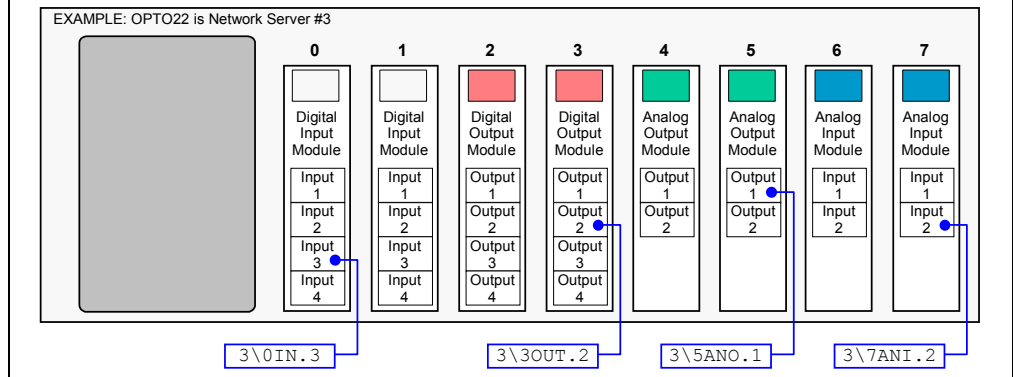 EXAMPLE: OPTO22 is Network Server #3
0 1 2 3 4 5 6 7
Digital Digital Digital Digital Analog Analog Analog Analog
Input Input Output Output Output Output Input Input
Module Module Module Module Module Module Module Module
Input Input Output Output Output Output Input Input
1 1 1 1 1 1 1 1
Input Input Output Output Output Output Input Input
2 2 2 2 2 2 2 2
Input Input Output Output
3 3 3 3
Input Input Output Output
4 4 4 4
3\0IN.3 3\3OUT.2 3\5ANO.1 3\7ANI.2